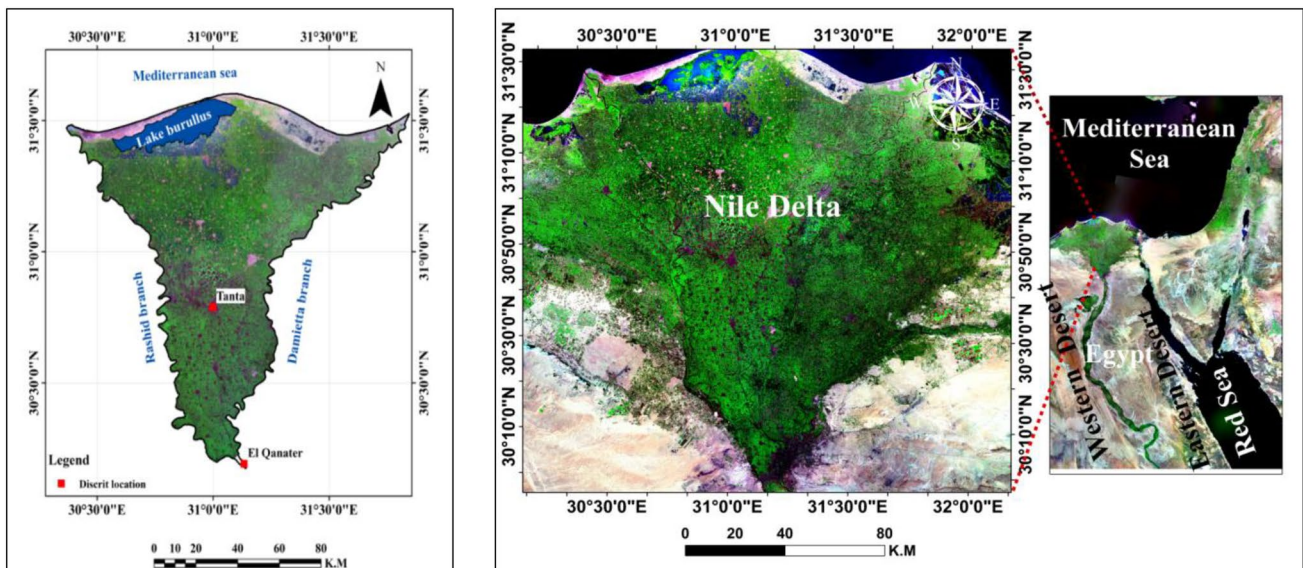 30°30'0"E 31°0'0"E 31°30'0"E
Mediterranean sea
N
Lake burullus
31°30'0"N
31°30'0"N
31°0'0"N
31°0'0"N
Rashid branch
Tanta
Damietta branch
30°30'0"N
30°30'0"N
El Qanater
Legend
Discrit location
30°30'0"E 31°0'0"E 31°30'0"E
0 10 20 40 60 80
K.M
30°30'0"E 31°0'0"E 31°30'0"E 32°0'0"E
31°30'0"N
31°10'0"N
30°50'0"N
30°30'0"N
30°10'0"N
N
W
E
S
Nile Delta
31°30'0"N
31°10'0"N
30°50'0"N
30°30'0"N
30°10'0"N
30°30'0"E 31°0'0"E 31°30'0"E 32°0'0"E
0 40 80
K.M
Mediterranean
Sea
Western Desert
Egypt
Eastern Desert
Red Sea